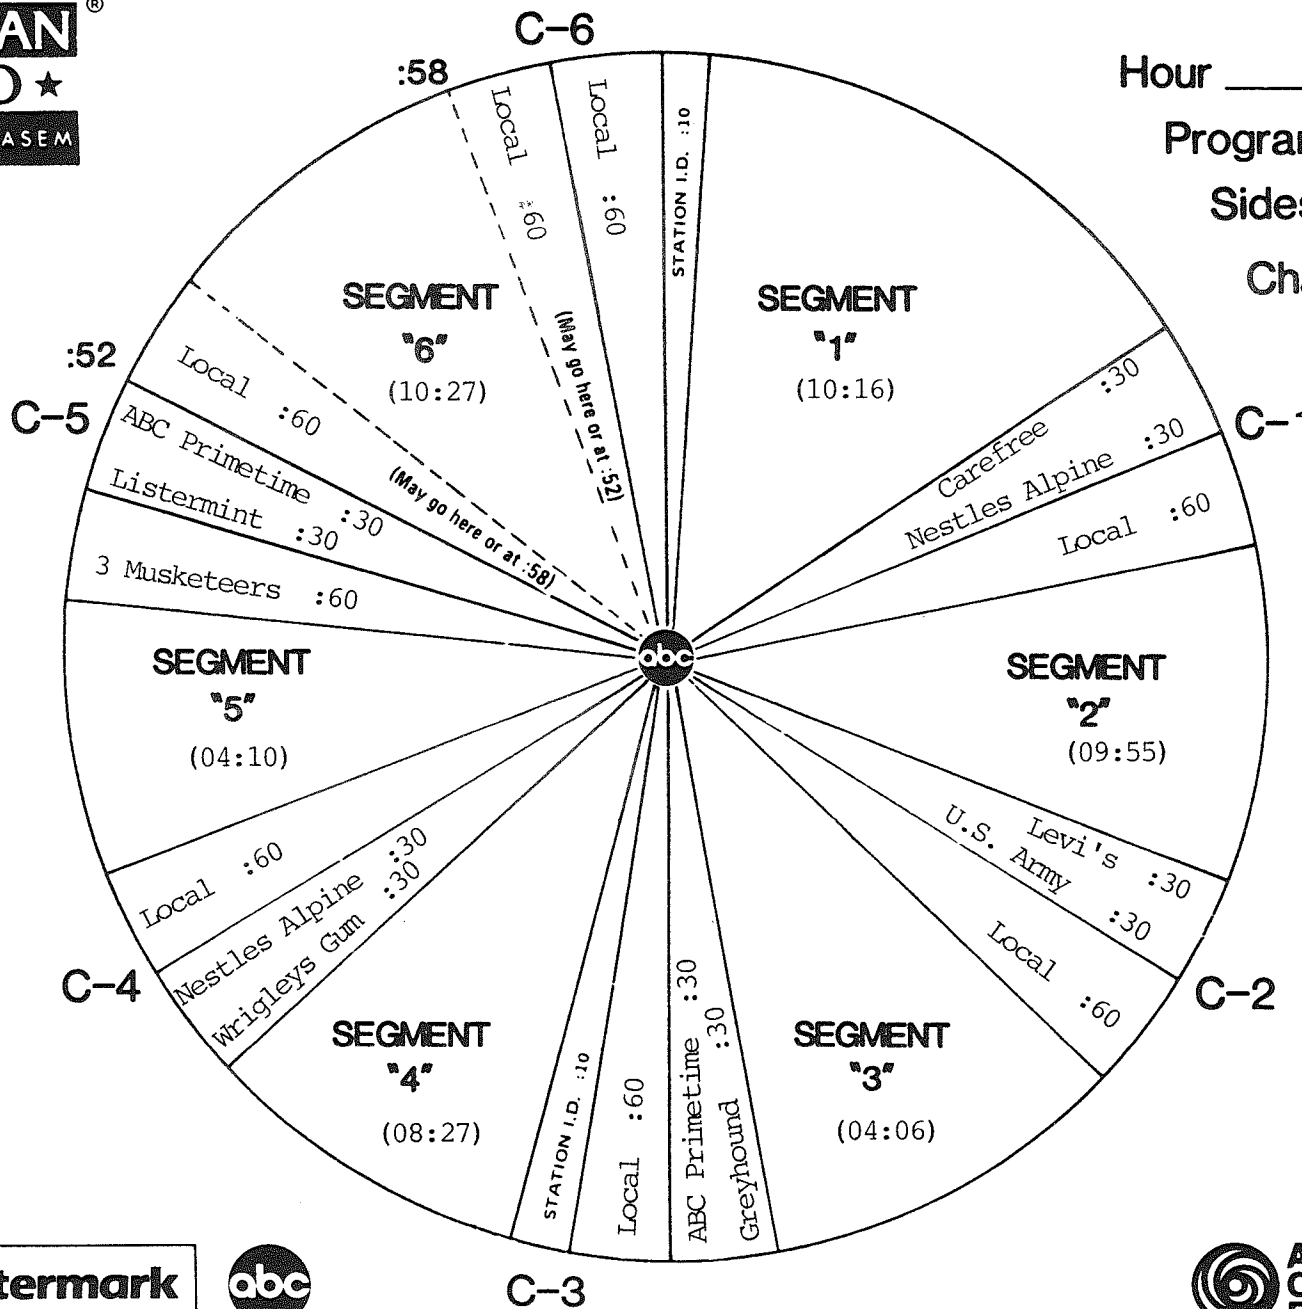 AN
®
D ★
ASEM
C-6
:58
Hour
Progra
Sides
Ch
Local :60
Local :60
STATION I.D. :10
SEGMENT
"6"
(10:27)
(May go here or at :52)
SEGMENT
"1"
(10:16)
Carefree :30
Nestles Alpine :30
C-1
Local :60
:52
Local :60
(May go here or at :58)
C-5
ABC Primetime :30
Listermint :30
3 Musketeers :60
abc
SEGMENT
"5"
(04:10)
SEGMENT
"2"
(09:55)
Levi's :30
U.S. Army :30
Local :60
C-2
Local :60
Nestles Alpine :30
Wrigleys Gum :30
C-4
SEGMENT
"4"
(08:27)
STATION I.D. :10
Local :60
ABC Primetime :30
Greyhound :30
SEGMENT
"3"
(04:06)
C-3
termark
abc